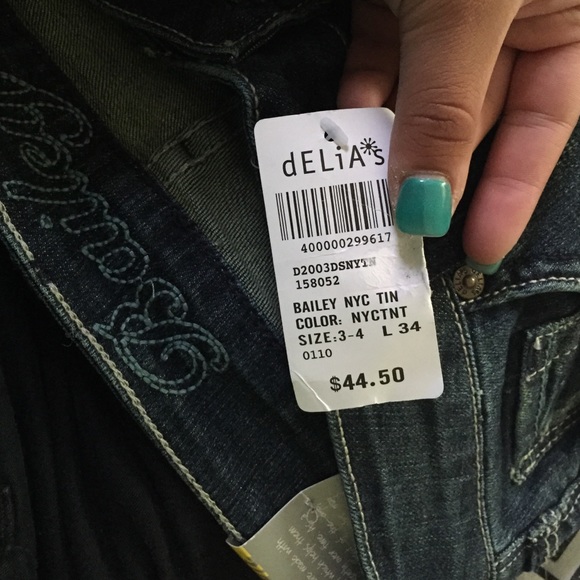 dELiA*s
400000299617
D2003DSNYTN
158052
BAILEY NYC TIN
COLOR: NYCTNT
SIZE:3-4 L 34
0110
$44.50